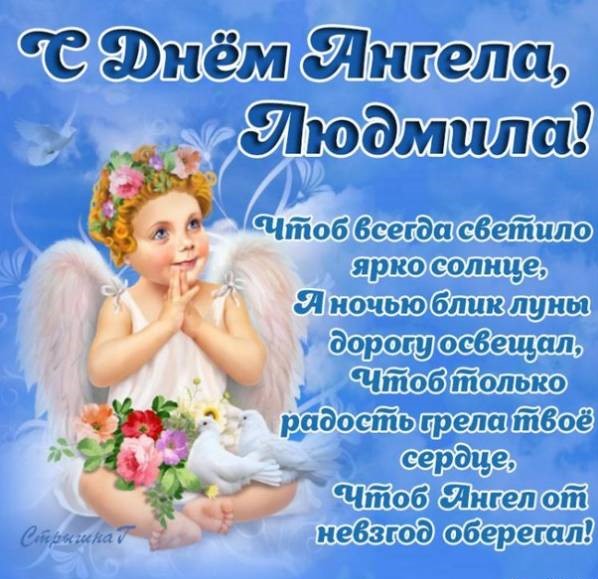 С Днём Ангела,
Людмила!
Чтоб всегда светило
ярко солнце,
А ночью блик луны
дорогу освещал,
Чтоб только
радость грела твоё
сердце,
Чтоб Ангел от
невзгод оберегал!
Стрыгина Т